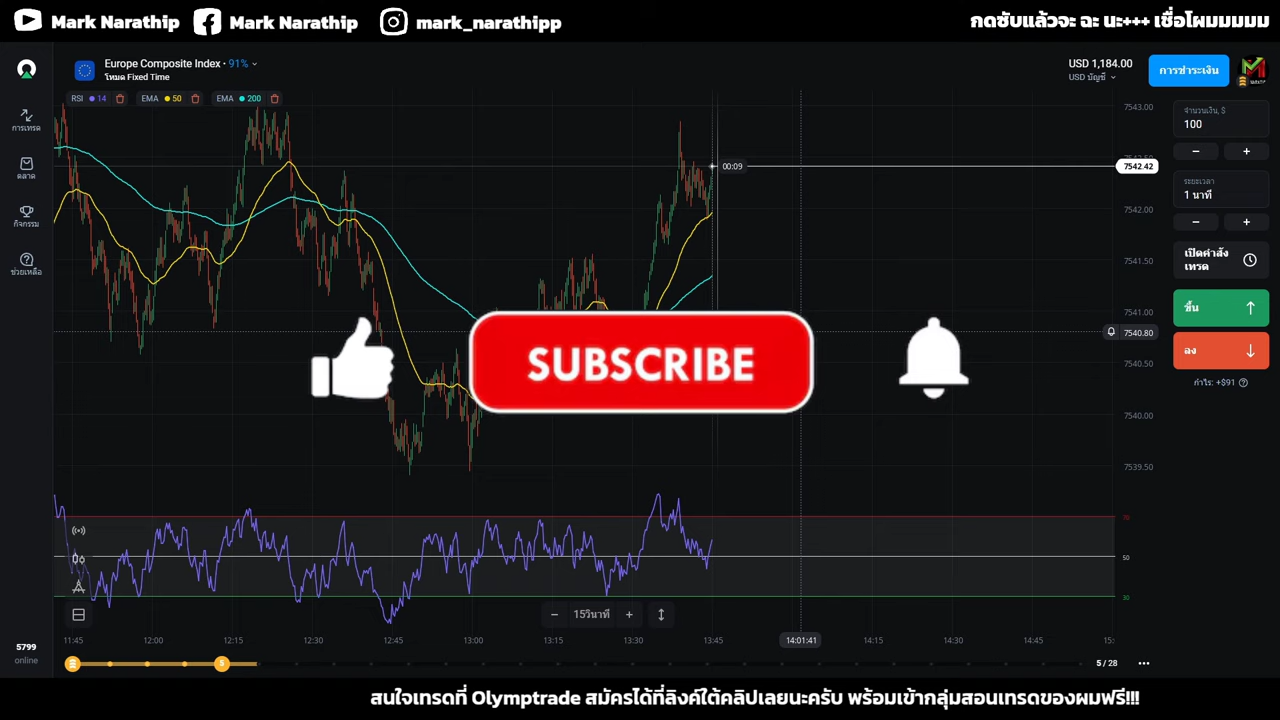 Mark Narathip
Mark Narathip
mark_narathipp
กดซับแล้วจะ ฉะ นะ+++ เชื่อโผมมมมม
Europe Composite Index • 91%
โหมด Fixed Time
USD 1,184.00
USD บัญชี
การชำระเงิน
RSI 14
EMA 50
EMA 200
การเทรด
ตลาด
กิจกรรม
ช่วยเหลือ
จำนวนเงิน, $
100
ระยะเวลา
1 นาที
เปิดคำสั่ง
เทรด
ขึ้น
ลง
กำไร: +$91
7543.00
7542.42
7542.00
7541.50
7541.00
7540.80
7540.50
7540.00
7539.50
00:09
SUBSCRIBE
70
50
30
15วินาที
11:45
12:00
12:15
12:30
12:45
13:00
13:15
13:30
13:45
14:01:41
14:15
14:30
14:45
15:
5799
online
5
5 / 28
สนใจเทรดที่ Olymptrade สมัครได้ที่ลิงค์ใต้คลิปเลยนะครับ พร้อมเข้ากลุ่มสอนเทรดของผมฟรี!!!